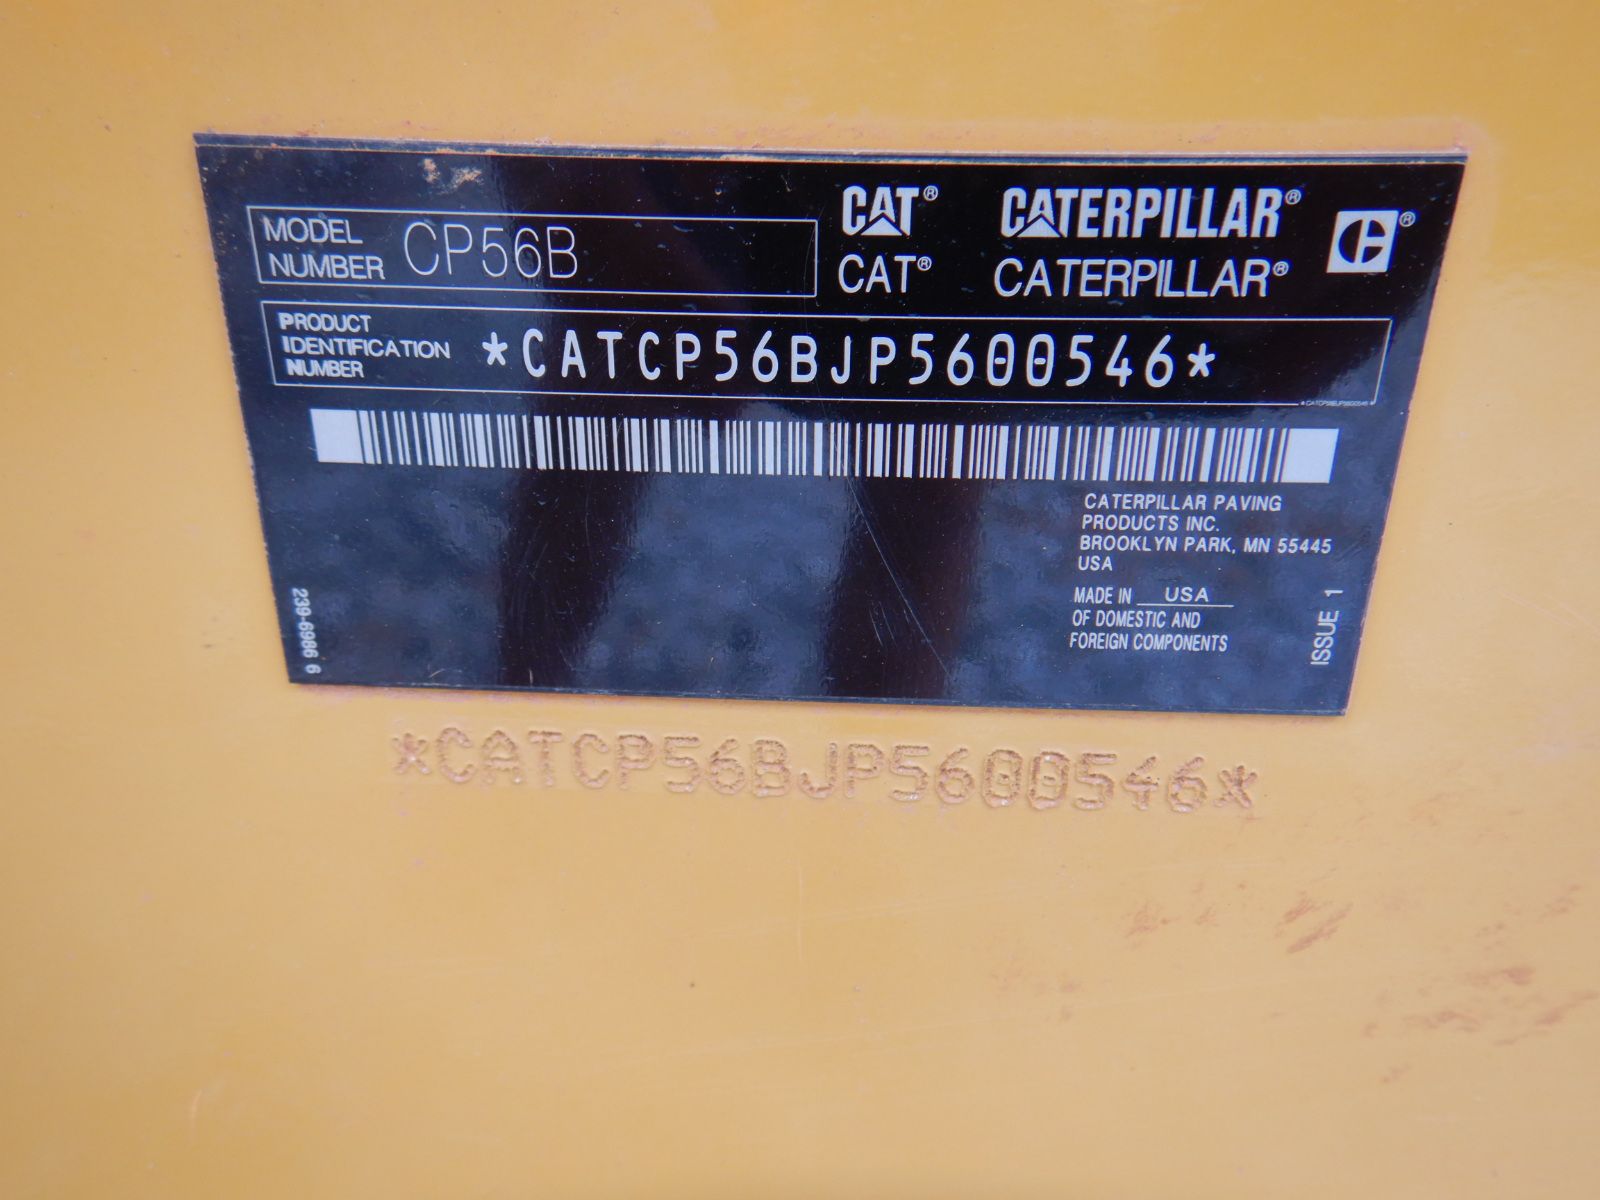 CAT® CATERPILLAR®
MODEL NUMBER CP56B
CAT® CATERPILLAR®
PRODUCT IDENTIFICATION NUMBER *CATCP56BJP5600546*
*CATCP56BJP5600546*
CATERPILLAR PAVING
PRODUCTS INC.
BROOKLYN PARK, MN 55445
USA
MADE IN USA
OF DOMESTIC AND
FOREIGN COMPONENTS
ISSUE 1
239-6986 6
*CATCP56BJP5600546*